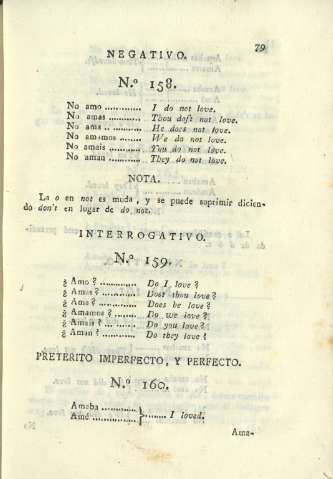 79
NEGATIVO.
N.º 158.
No amo ............ I do not love.
No amas ........... Thou dost not love.
No ama ............ He does not love.
No amamos ....... We do not love.
No amais .......... You do not love.
No aman .......... They do not love.
NOTA.
La o en not es muda, y se puede suprimir dicien-
do don't en lugar de do not.
INTERROGATIVO.
N.º 159.
¿ Amo ? ........... Do I love ?
¿ Amas ? .......... Dost thou love ?
¿ Ama ? ........... Does he love ?
¿ Amamos ? ....... Do we love ?
¿ Amais ? ......... Do you love ?
¿ Aman ? .......... Do they love ?
PRETERITO IMPERFECTO, Y PERFECTO.
N.º 160.
Amaba ............
Amé ............... } ........ I loved.
Ama-